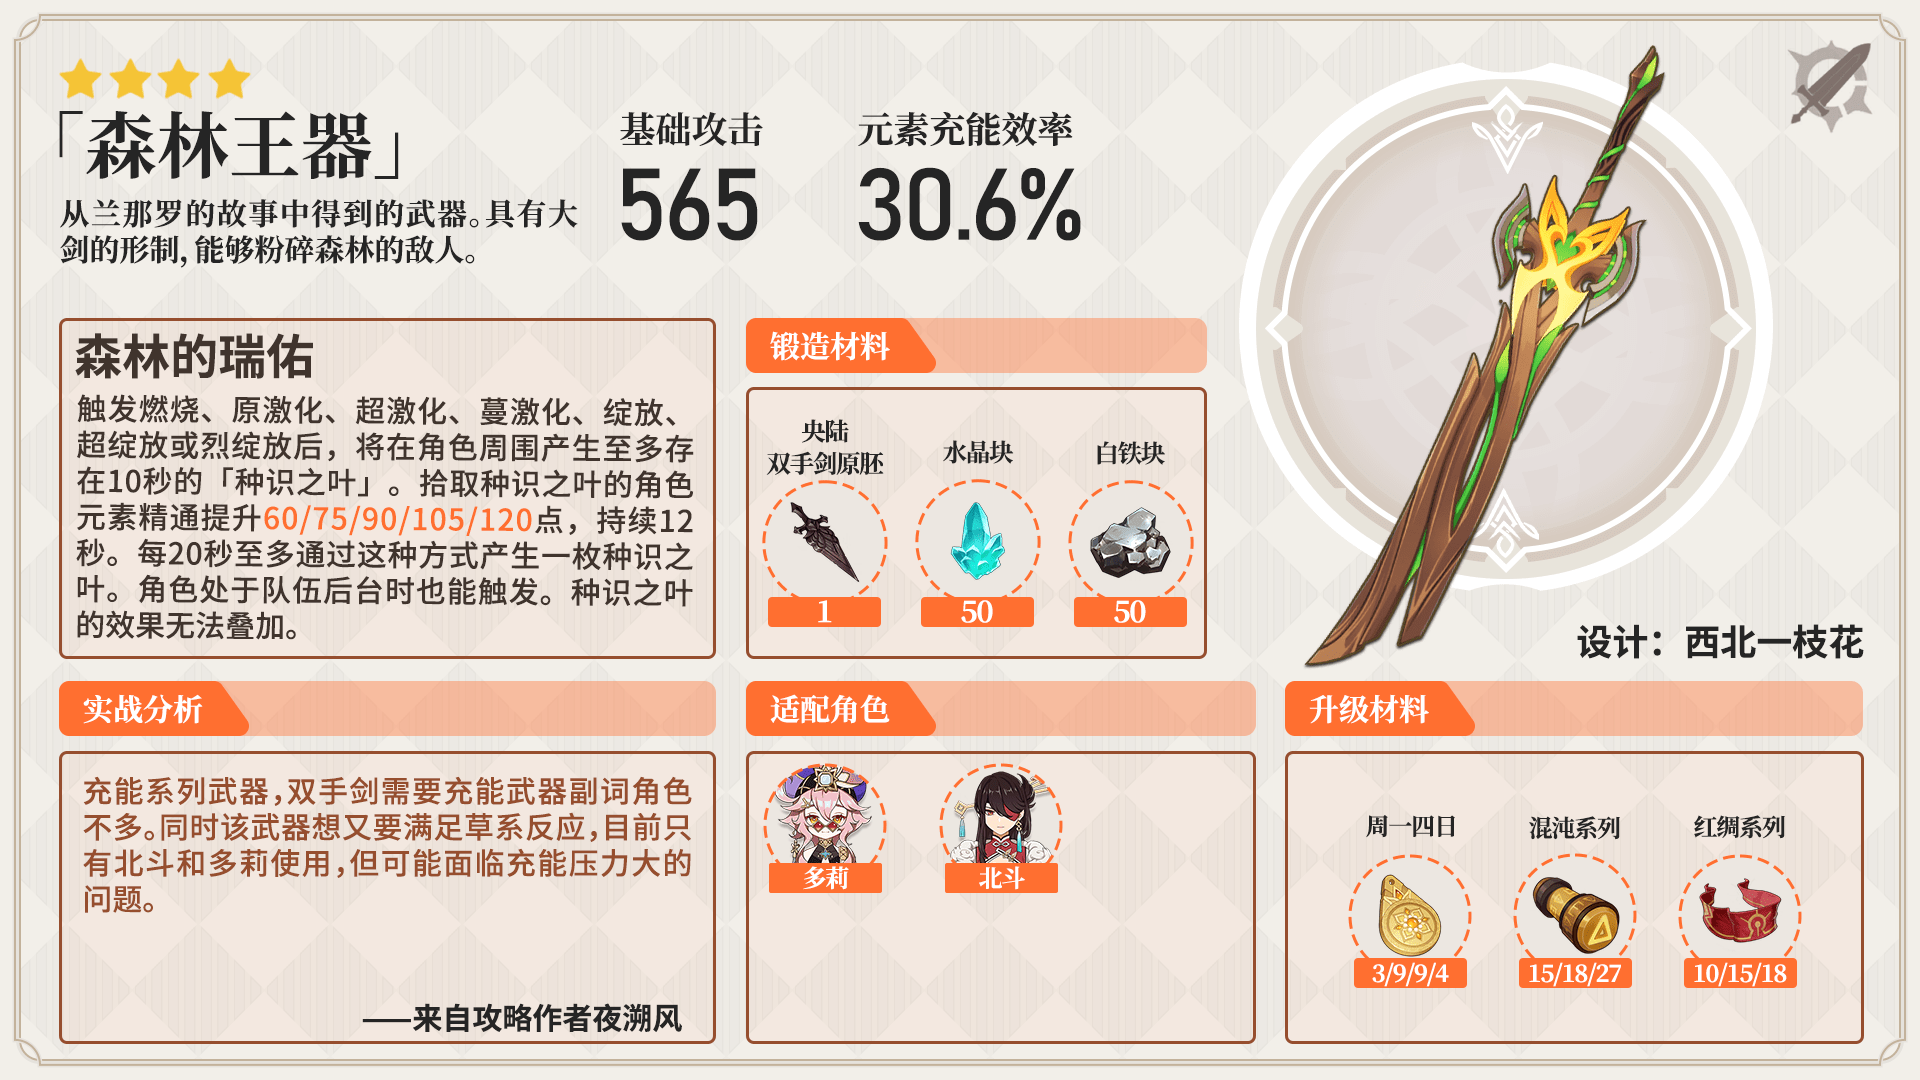 「森林王器」
从兰那罗的故事中得到的武器。具有大
剑的形制，能够粉碎森林的敌人。
基础攻击
565
元素充能效率
30.6%
森林的瑞佑
触发燃烧、原激化、超激化、蔓激化、绽放、
超绽放或烈绽放后，将在角色周围产生至多存
在10秒的「种识之叶」。拾取种识之叶的角色
元素精通提升60/75/90/105/120点，持续12
秒。每20秒至多通过这种方式产生一枚种识之
叶。角色处于队伍后台时也能触发。种识之叶
的效果无法叠加。
锻造材料
央陆
双手剑原胚
水晶块
白铁块
1
50
50
设计：西北一枝花
实战分析
充能系列武器，双手剑需要充能武器副词角色
不多。同时该武器想又要满足草系反应，目前只
有北斗和多莉使用，但可能面临充能压力大的
问题。
——来自攻略作者夜溯风
适配角色
多莉
北斗
升级材料
周一四日
混沌系列
红绸系列
3/9/9/4
15/18/27
10/15/18